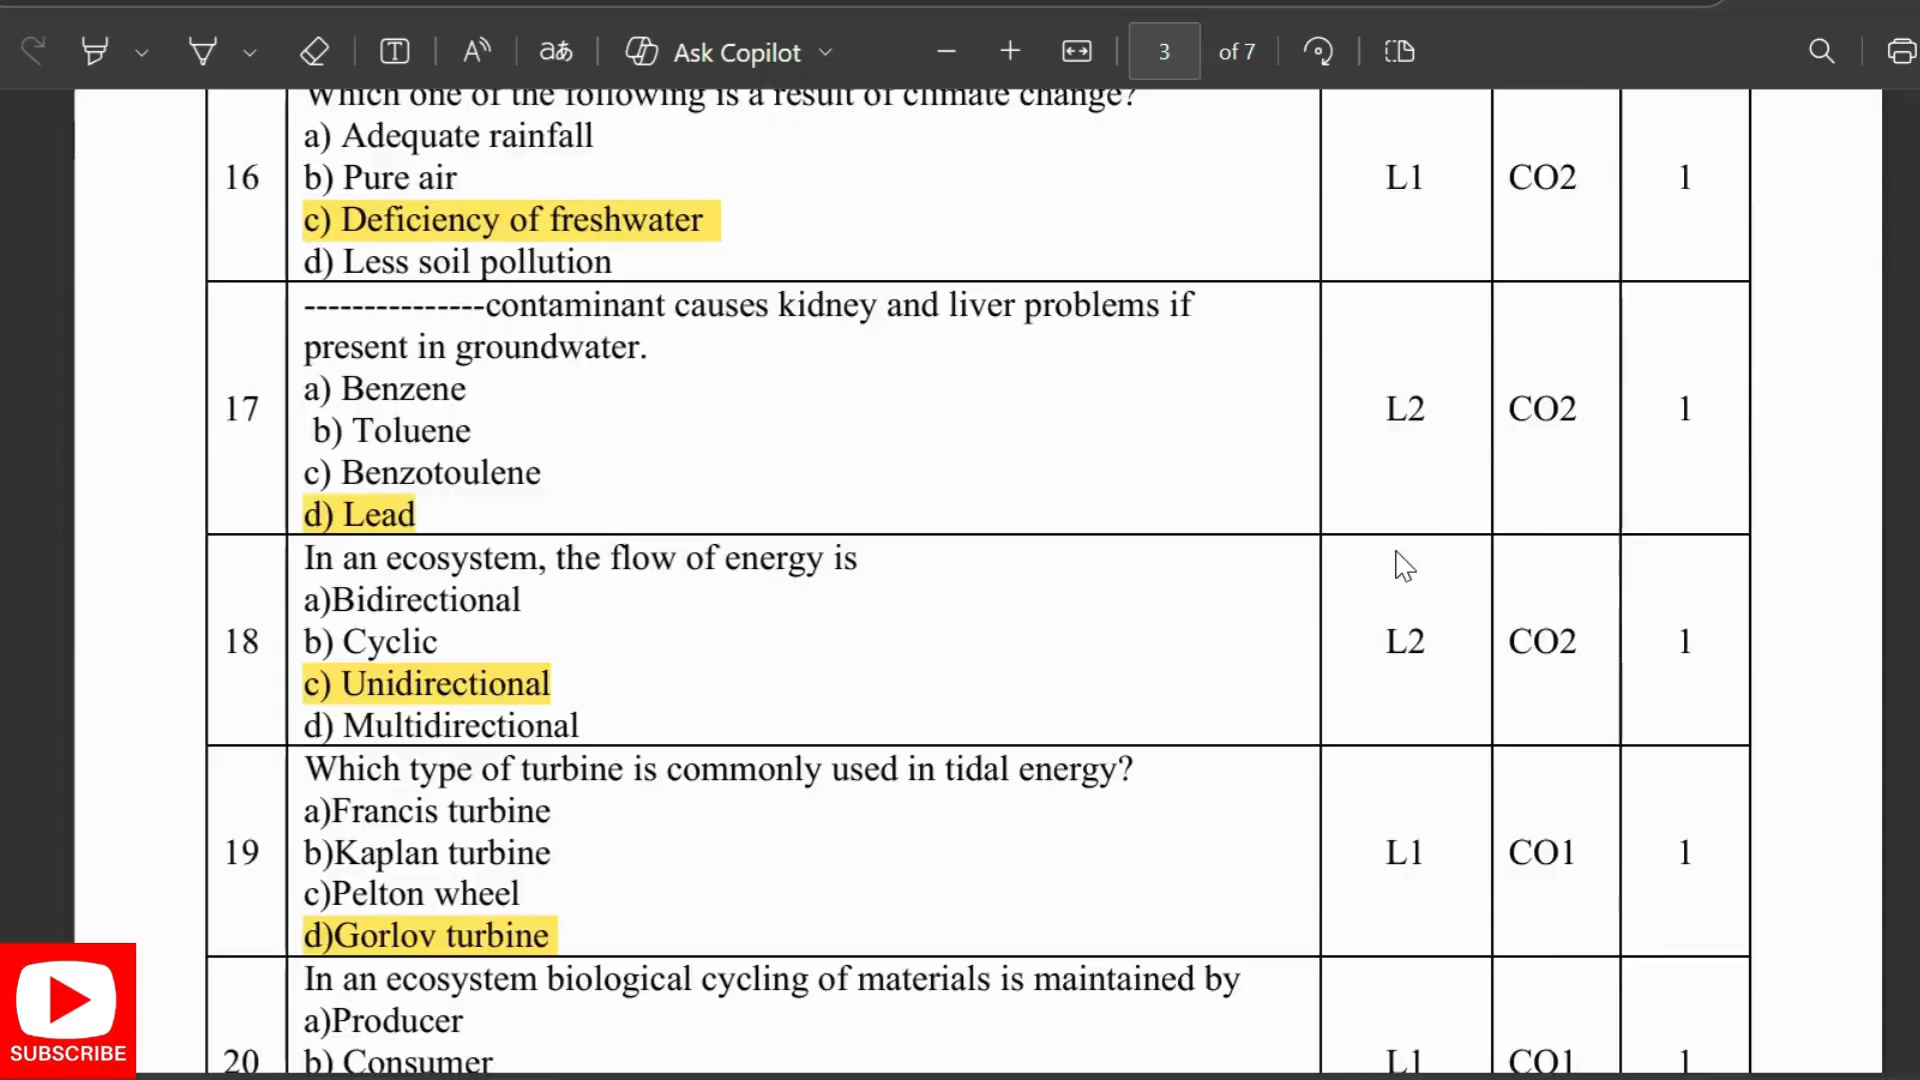 Ask Copilot
3 of 7
Which one of the following is a result of climate change?
a) Adequate rainfall
16 b) Pure air L1 CO2 1
c) Deficiency of freshwater
d) Less soil pollution
---------------contaminant causes kidney and liver problems if
present in groundwater.
a) Benzene
17 L2 CO2 1
b) Toluene
c) Benzotoulene
d) Lead
In an ecosystem, the flow of energy is
a)Bidirectional
18 b) Cyclic L2 CO2 1
c) Unidirectional
d) Multidirectional
Which type of turbine is commonly used in tidal energy?
a)Francis turbine
19 b)Kaplan turbine L1 CO1 1
c)Pelton wheel
d)Gorlov turbine
In an ecosystem biological cycling of materials is maintained by
a)Producer
20 b) Consumer L1 CO1 1
SUBSCRIBE